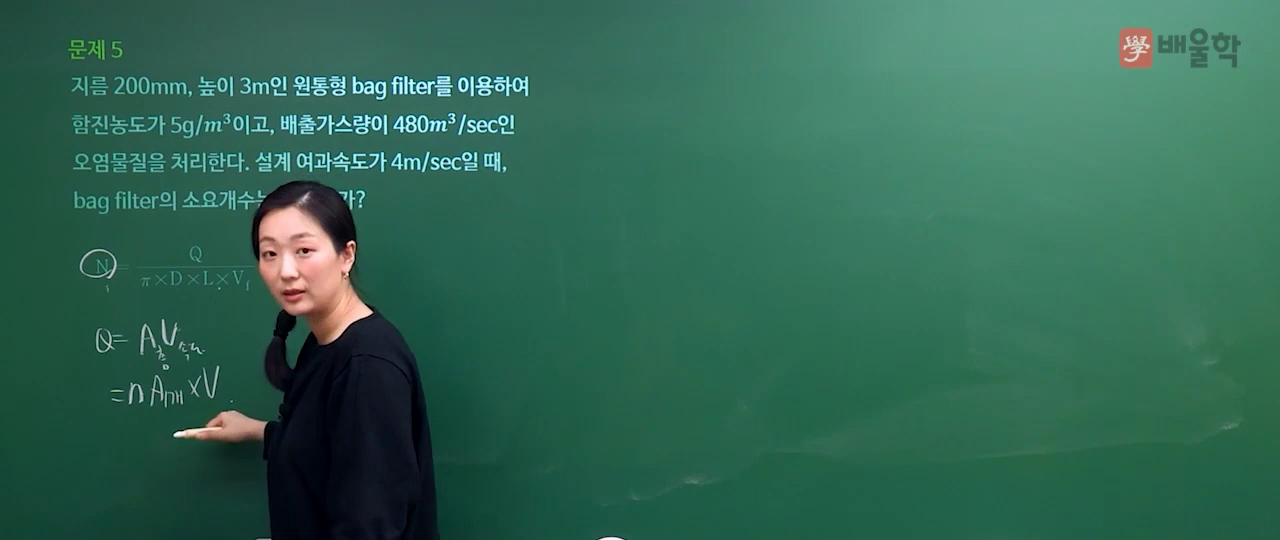 문제 5
지름 200mm, 높이 3m인 원통형 bag filter를 이용하여
함진농도가 5g/m³이고, 배출가스량이 480m³/sec인
오염물질을 처리한다. 설계 여과속도가 4m/sec일 때,
bag filter의 소요개수 가?
N = Q / π×D×L×V_f
Q= A총 V속도
=n A 1개 ×V
學 배울학